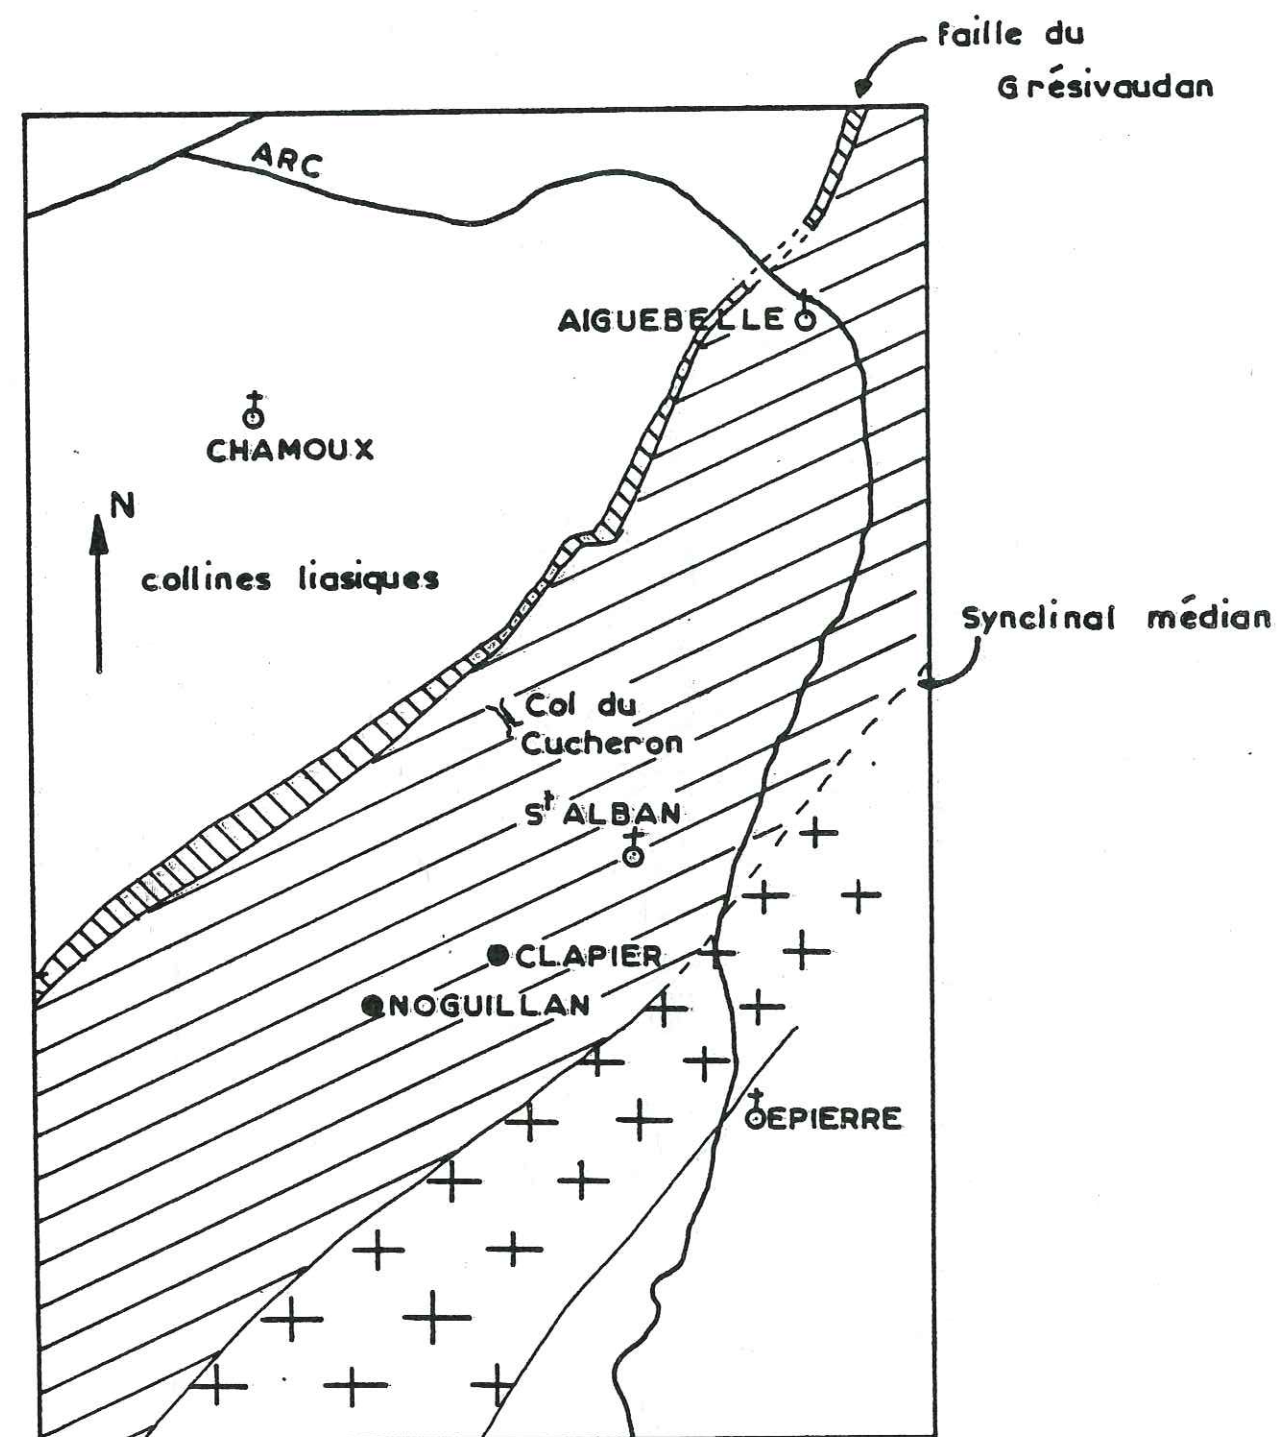 faille du
Grésivaudan
ARC
AIGUEBELLE
CHAMOUX
N
collines liasiques
Synclinal médian
Col du
Cucheron
St ALBAN
CLAPIER
NOGUILLAN
EPIERRE